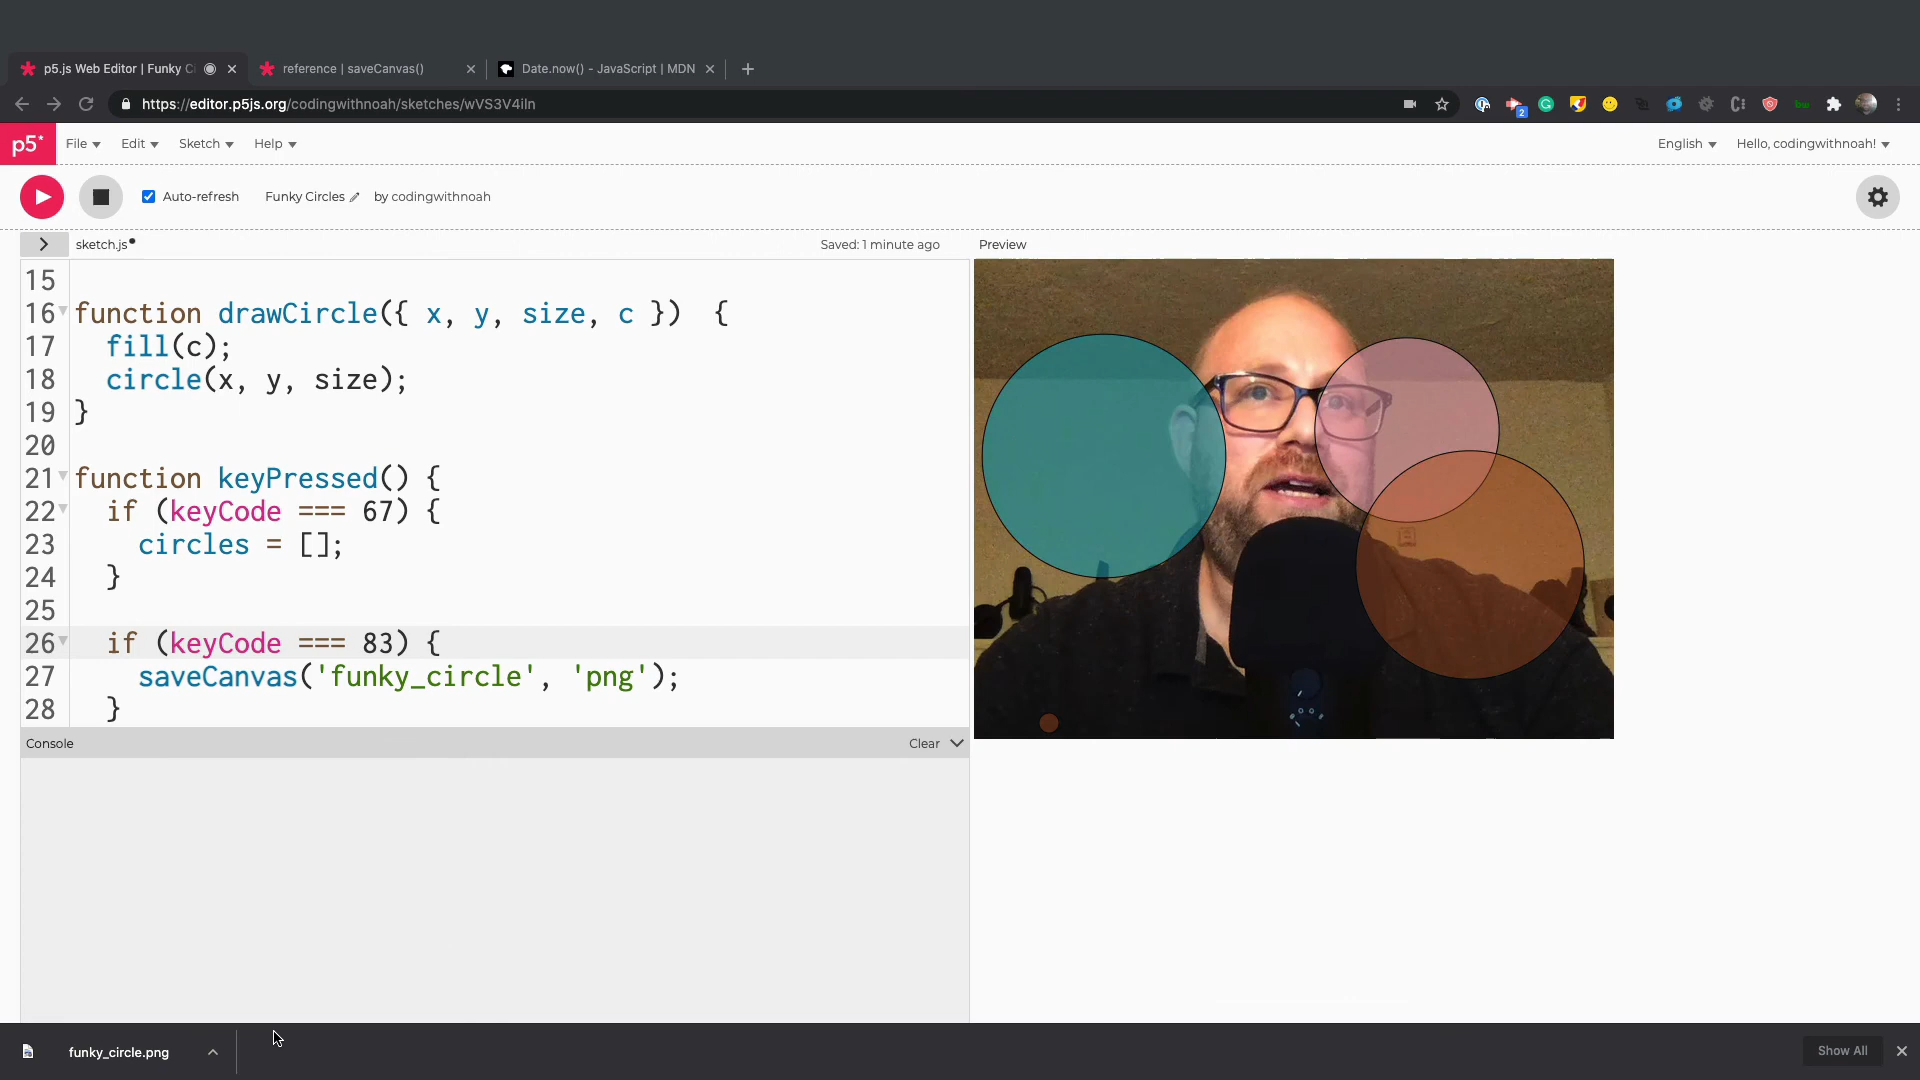 p5.js Web Editor | Funky C
reference | saveCanvas()
Date.now() - JavaScript | MDN
https://editor.p5js.org/codingwithnoah/sketches/wVS3V4iln
2
p5*
File
Edit
Sketch
Help
English
Hello, codingwithnoah!
Auto-refresh
Funky Circles
by codingwithnoah
sketch.js
Saved: 1 minute ago
Preview
15
16 function drawCircle({ x, y, size, c })  {
17   fill(c);
18   circle(x, y, size);
19 }
20
21 function keyPressed() {
22   if (keyCode === 67) {
23     circles = [];
24   }
25
26   if (keyCode === 83) {
27     saveCanvas('funky_circle', 'png');
28   }
Console
Clear
funky_circle.png
Show All